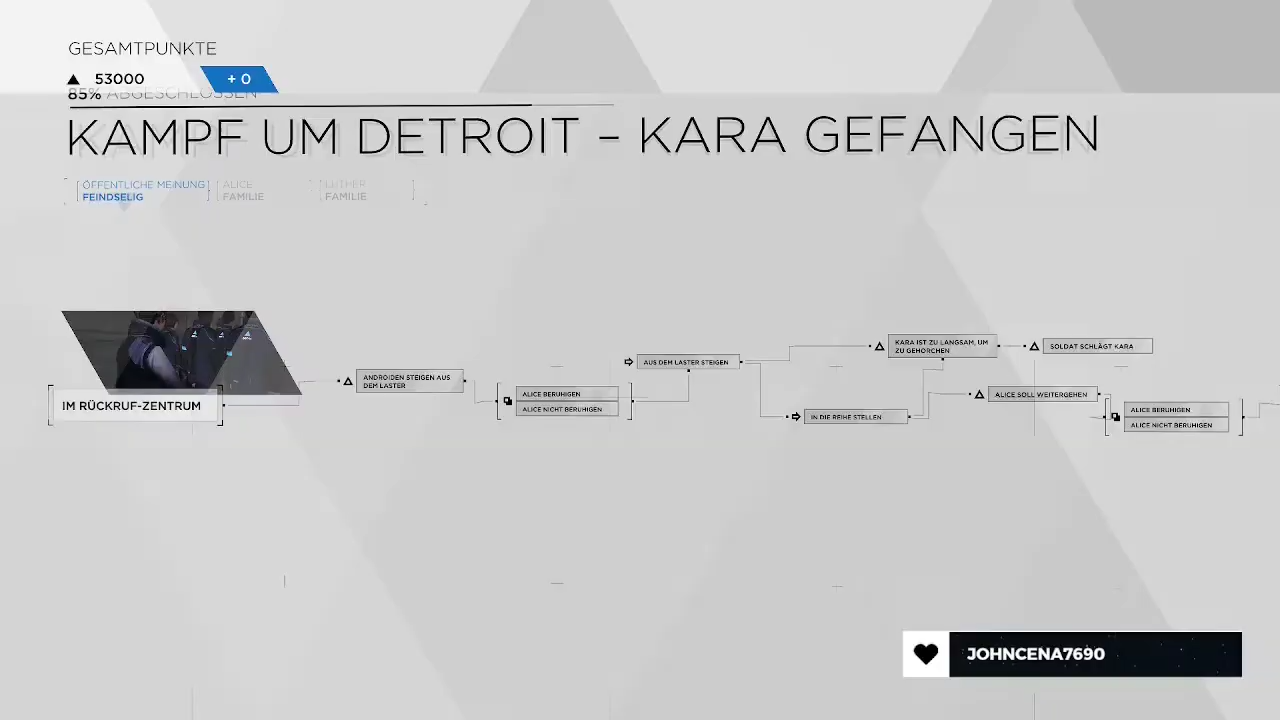 GESAMTPUNKTE
53000
+ 0
85% ABGESCHLOSSEN
KAMPF UM DETROIT – KARA GEFANGEN
ÖFFENTLICHE MEINUNG
FEINDSELIG
ALICE
FAMILIE
LUTHER
FAMILIE
IM RÜCKRUF-ZENTRUM
ANDROIDEN STEIGEN AUS
DEM LASTER
ALICE BERUHIGEN
ALICE NICHT BERUHIGEN
AUS DEM LASTER STEIGEN
KARA IST ZU LANGSAM, UM
ZU GEHORCHEN
SOLDAT SCHLÄGT KARA
IN DIE REIHE STELLEN
ALICE SOLL WEITERGEHEN
ALICE BERUHIGEN
ALICE NICHT BERUHIGEN
JOHNCENA7690